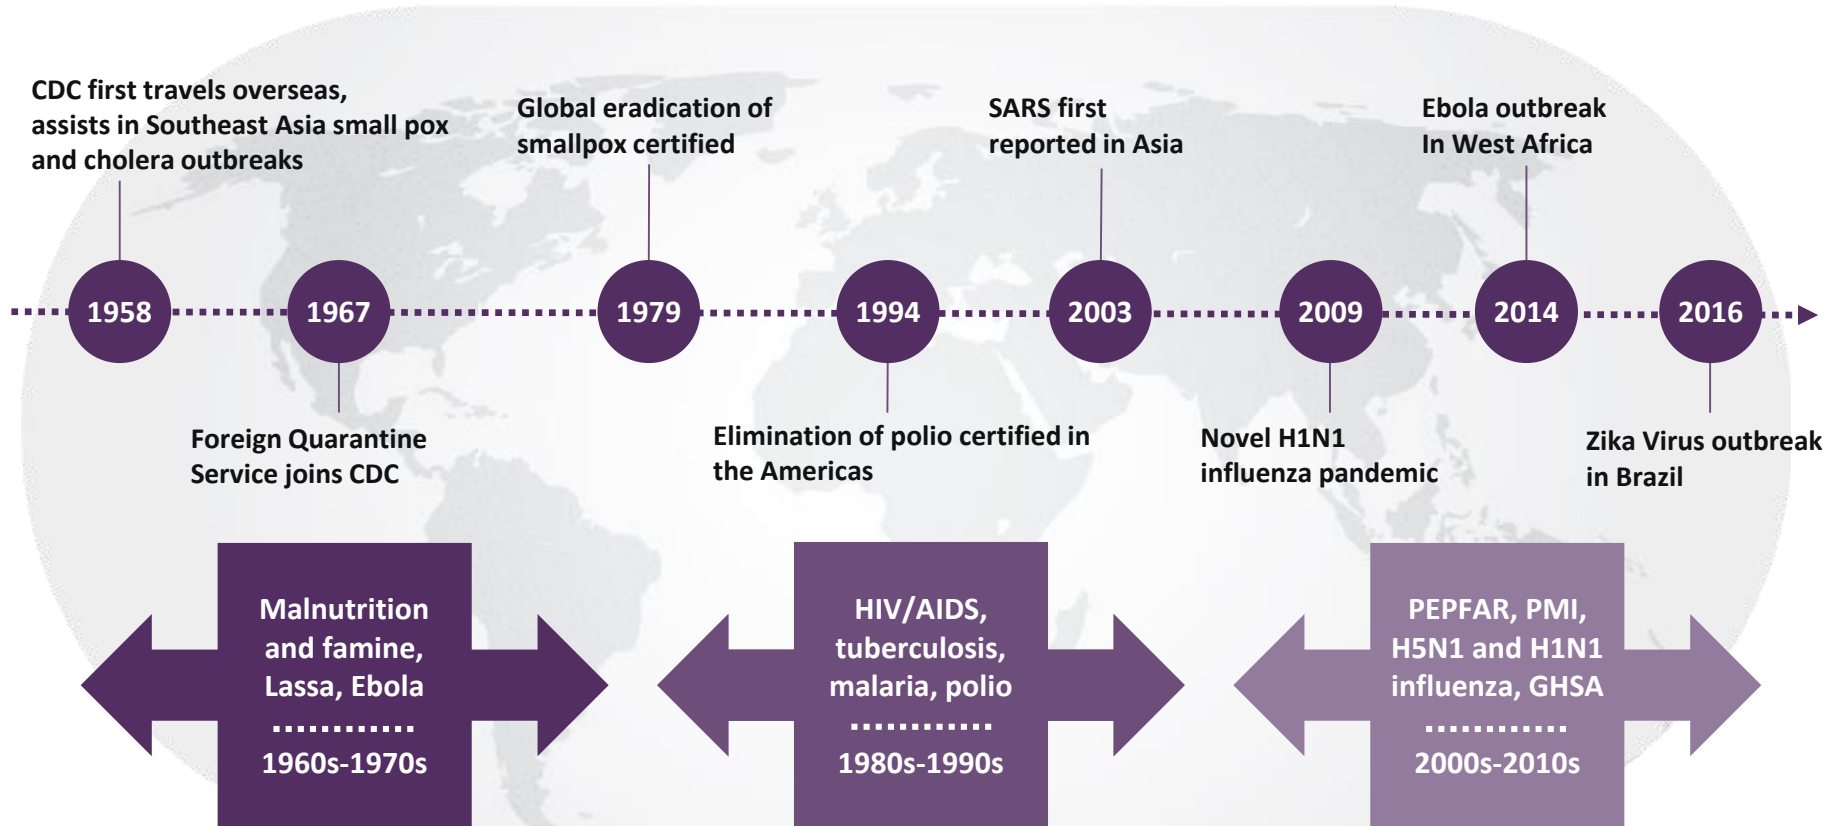 CDC first travels overseas,
assists in Southeast Asia small pox
and cholera outbreaks
Global eradication of
smallpox certified
SARS first
reported in Asia
Ebola outbreak
In West Africa
1958
1967
1979
1994
2003
2009
2014
2016
Foreign Quarantine
Service joins CDC
Elimination of polio certified in
the Americas
Novel H1N1
influenza pandemic
Zika Virus outbreak
in Brazil
Malnutrition
and famine,
Lassa, Ebola
1960s-1970s
HIV/AIDS,
tuberculosis,
malaria, polio
1980s-1990s
PEPFAR, PMI,
H5N1 and H1N1
influenza, GHSA
2000s-2010s